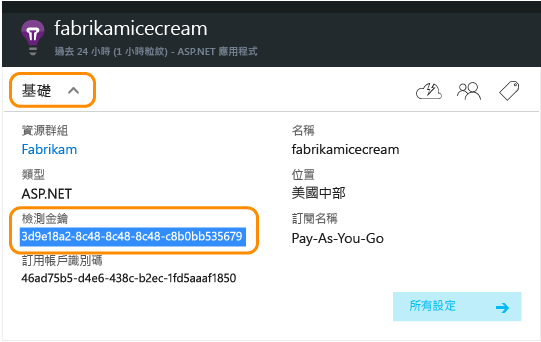 fabrikamicecream
過去 24 小時 (1 小時粒紋) - ASP.NET 應用程式
基礎
資源群組
Fabrikam
名稱
fabrikamicecream
類型
ASP.NET
位置
美國中部
檢測金鑰
3d9e18a2-8c48-8c48-8c48-c8b0bb535679
訂閱名稱
Pay-As-You-Go
訂用帳戶識別碼
46ad75b5-d4e6-438c-b2ec-1fd5aaaf1850
所有設定